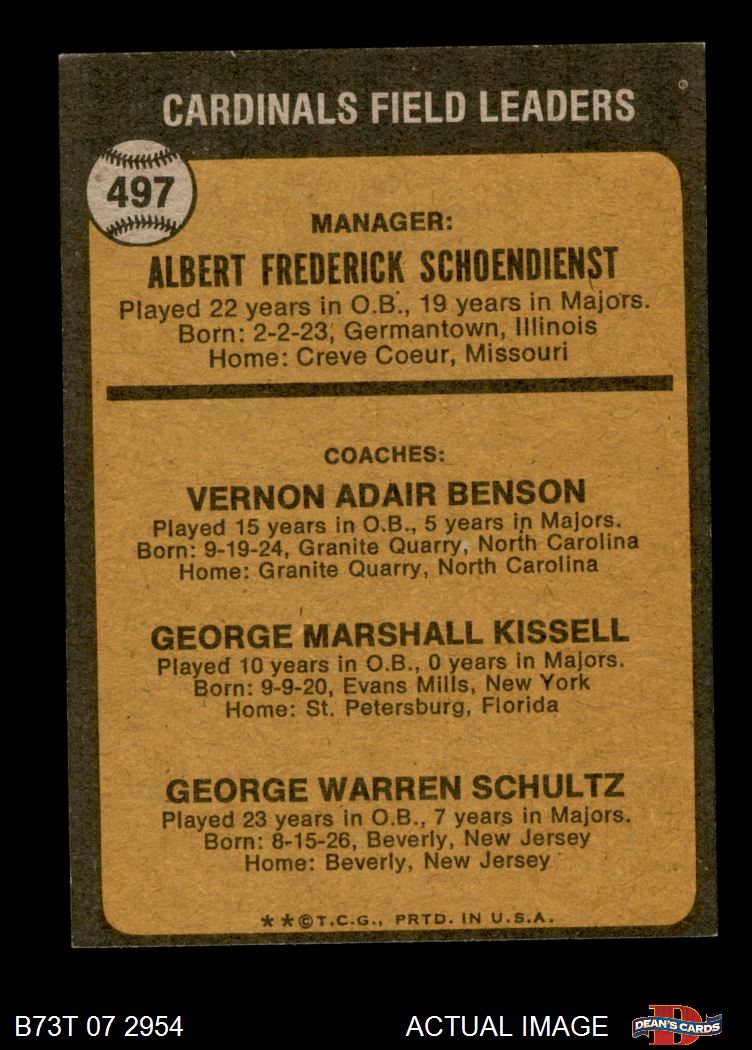 CARDINALS FIELD LEADERS
497
MANAGER:
ALBERT FREDERICK SCHOENDIENST
Played 22 years in O.B., 19 years in Majors.
Born: 2-2-23, Germantown, Illinois
Home: Creve Coeur, Missouri
COACHES:
VERNON ADAIR BENSON
Played 15 years in O.B., 5 years in Majors.
Born: 9-19-24, Granite Quarry, North Carolina
Home: Granite Quarry, North Carolina
GEORGE MARSHALL KISSELL
Played 10 years in O.B., 0 years in Majors.
Born: 9-9-20, Evans Mills, New York
Home: St. Petersburg, Florida
GEORGE WARREN SCHULTZ
Played 23 years in O.B., 7 years in Majors.
Born: 8-15-26, Beverly, New Jersey
Home: Beverly, New Jersey
**©T.C.G., PRTD. IN U.S.A.
B73T 07 2954
ACTUAL IMAGE
D
DEAN'S CARDS